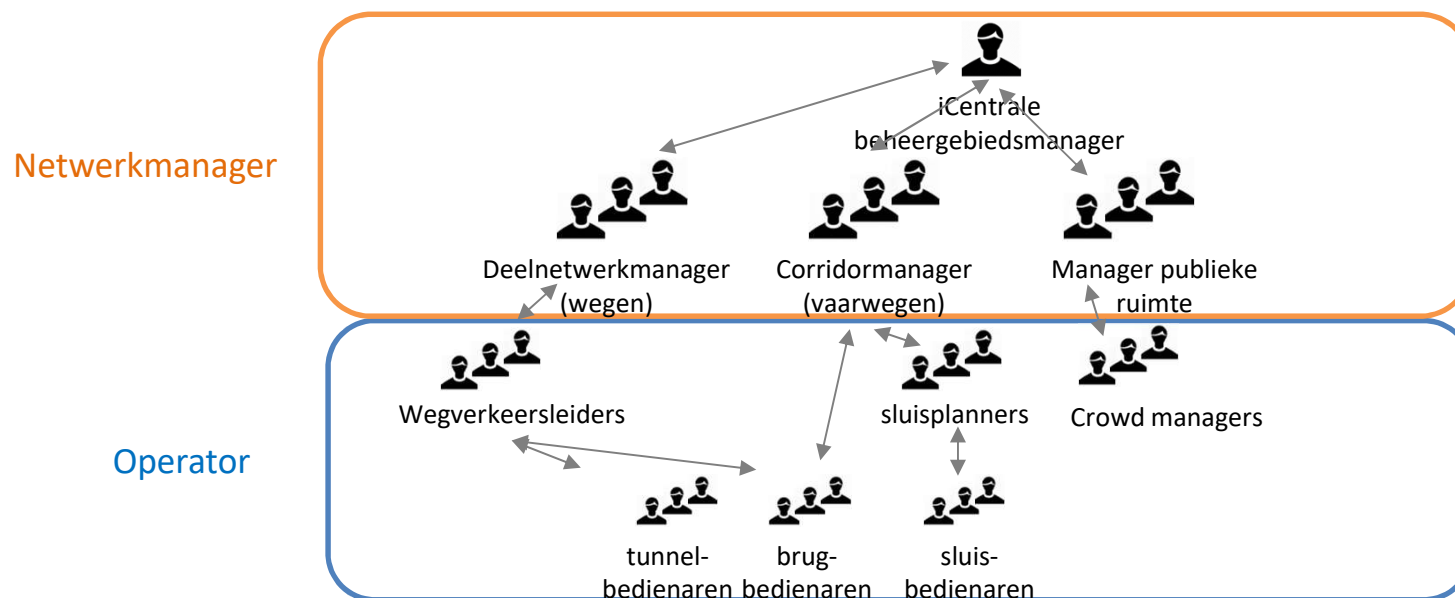 iCentrale
beheergebiedsmanager
Netwerkmanager
Deelnetwerkmanager
(wegen)
Corridormanager
(vaarwegen)
Manager publieke
ruimte
Wegverkeersleiders
sluisplanners
Crowd managers
Operator
tunnel-
bedienaren
brug-
bedienaren
sluis-
bedienaren